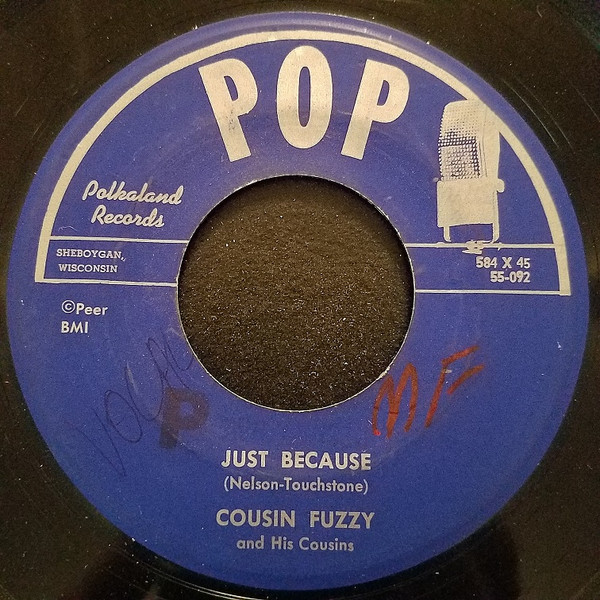 POP
Polkaland
Records
SHEBOYGAN,
WISCONSIN
584 X 45
55-092
©Peer
BMI
VOCAL
P
MF
JUST BECAUSE
(Nelson-Touchstone)
COUSIN FUZZY
and His Cousins